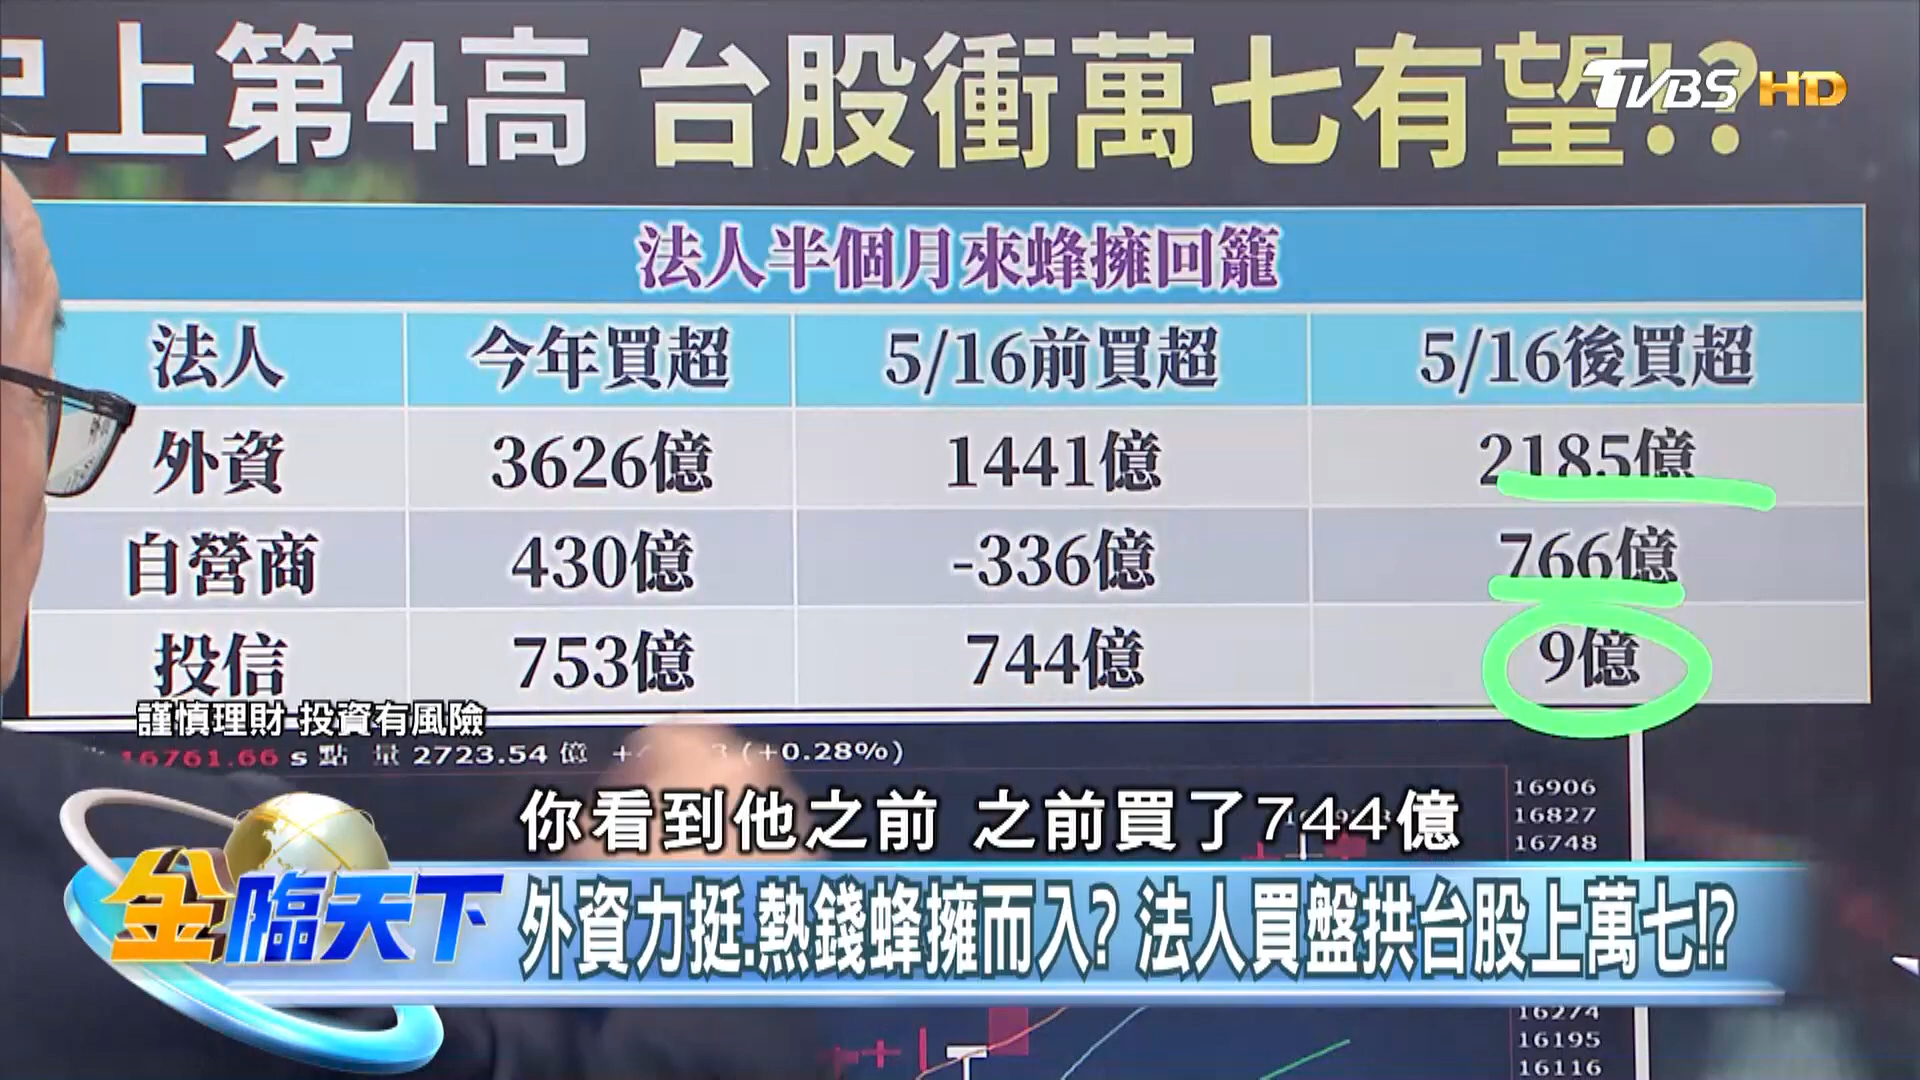 史上第4高 台股衝萬七有望!?
TVBS HD
法人半個月來蜂擁回籠
法人 今年買超 5/16前買超 5/16後買超
外資 3626億 1441億 2185億
自營商 430億 -336億 766億
投信 753億 744億 9億
謹慎理財 投資有風險
16761.66 s 點 量 2723.54 億 (+0.28%)
16906
16827
16748
你看到他之前 之前買了744億
金臨天下
外資力挺.熱錢蜂擁而入? 法人買盤拱台股上萬七!?
16274
16195
16116